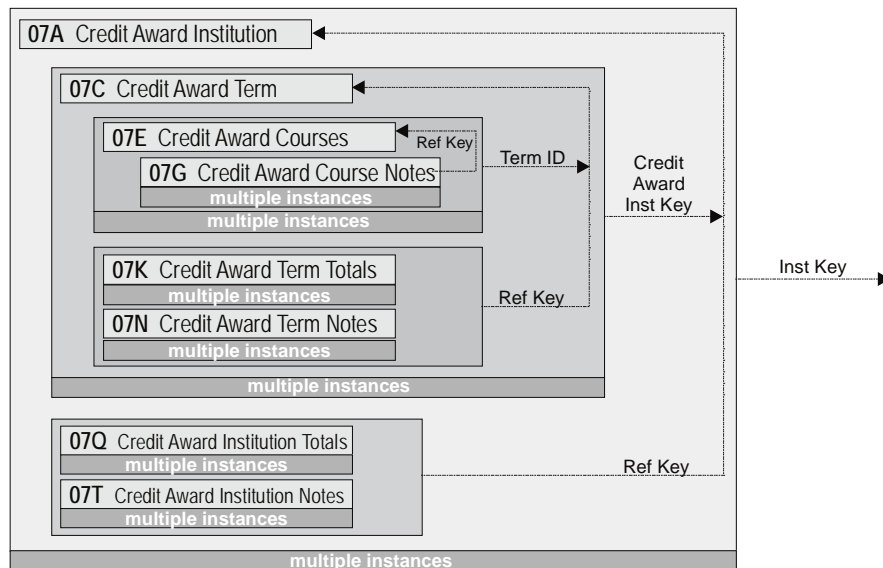 07A Credit Award Institution
07C Credit Award Term
07E Credit Award Courses
Ref Key
07G Credit Award Course Notes
multiple instances
multiple instances
Term ID
Credit
Award
Inst Key
07K Credit Award Term Totals
multiple instances
07N Credit Award Term Notes
multiple instances
Ref Key
multiple instances
Inst Key
07Q Credit Award Institution Totals
multiple instances
07T Credit Award Institution Notes
multiple instances
Ref Key
multiple instances